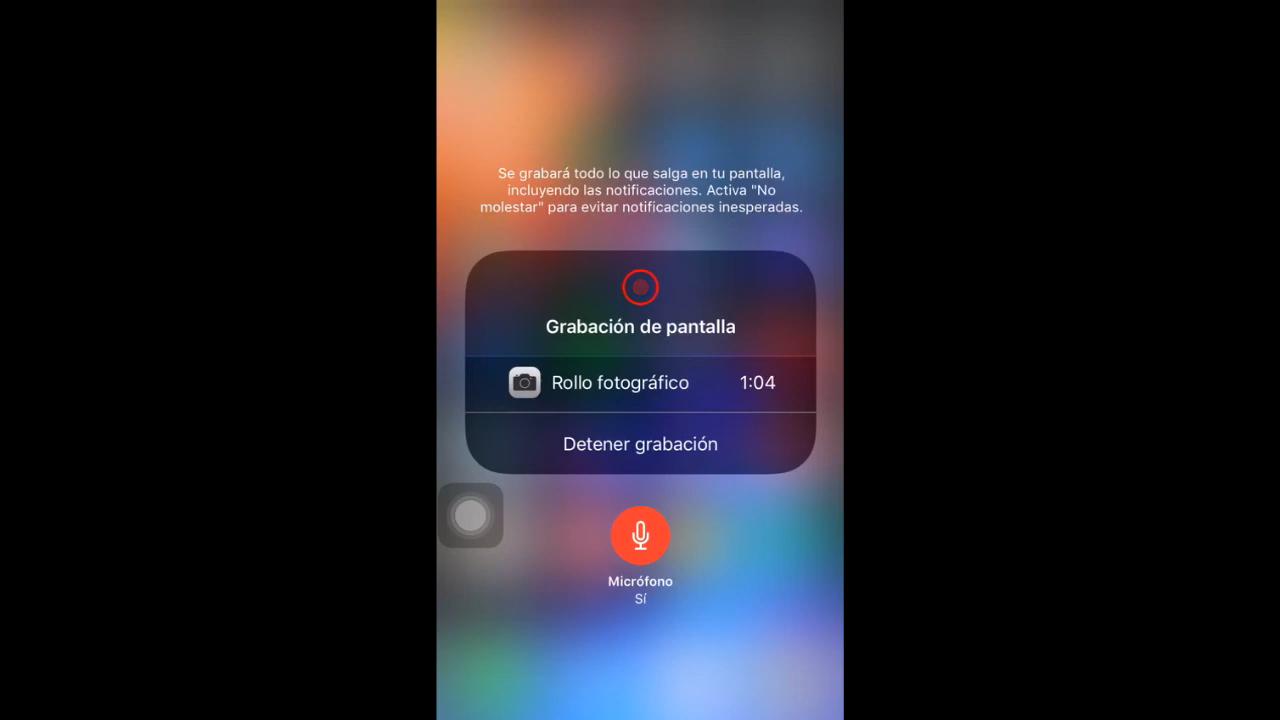 Se grabará todo lo que salga en tu pantalla,
incluyendo las notificaciones. Activa "No
molestar" para evitar notificaciones inesperadas.
Grabación de pantalla
Rollo fotográfico 1:04
Detener grabación
Micrófono
Sí